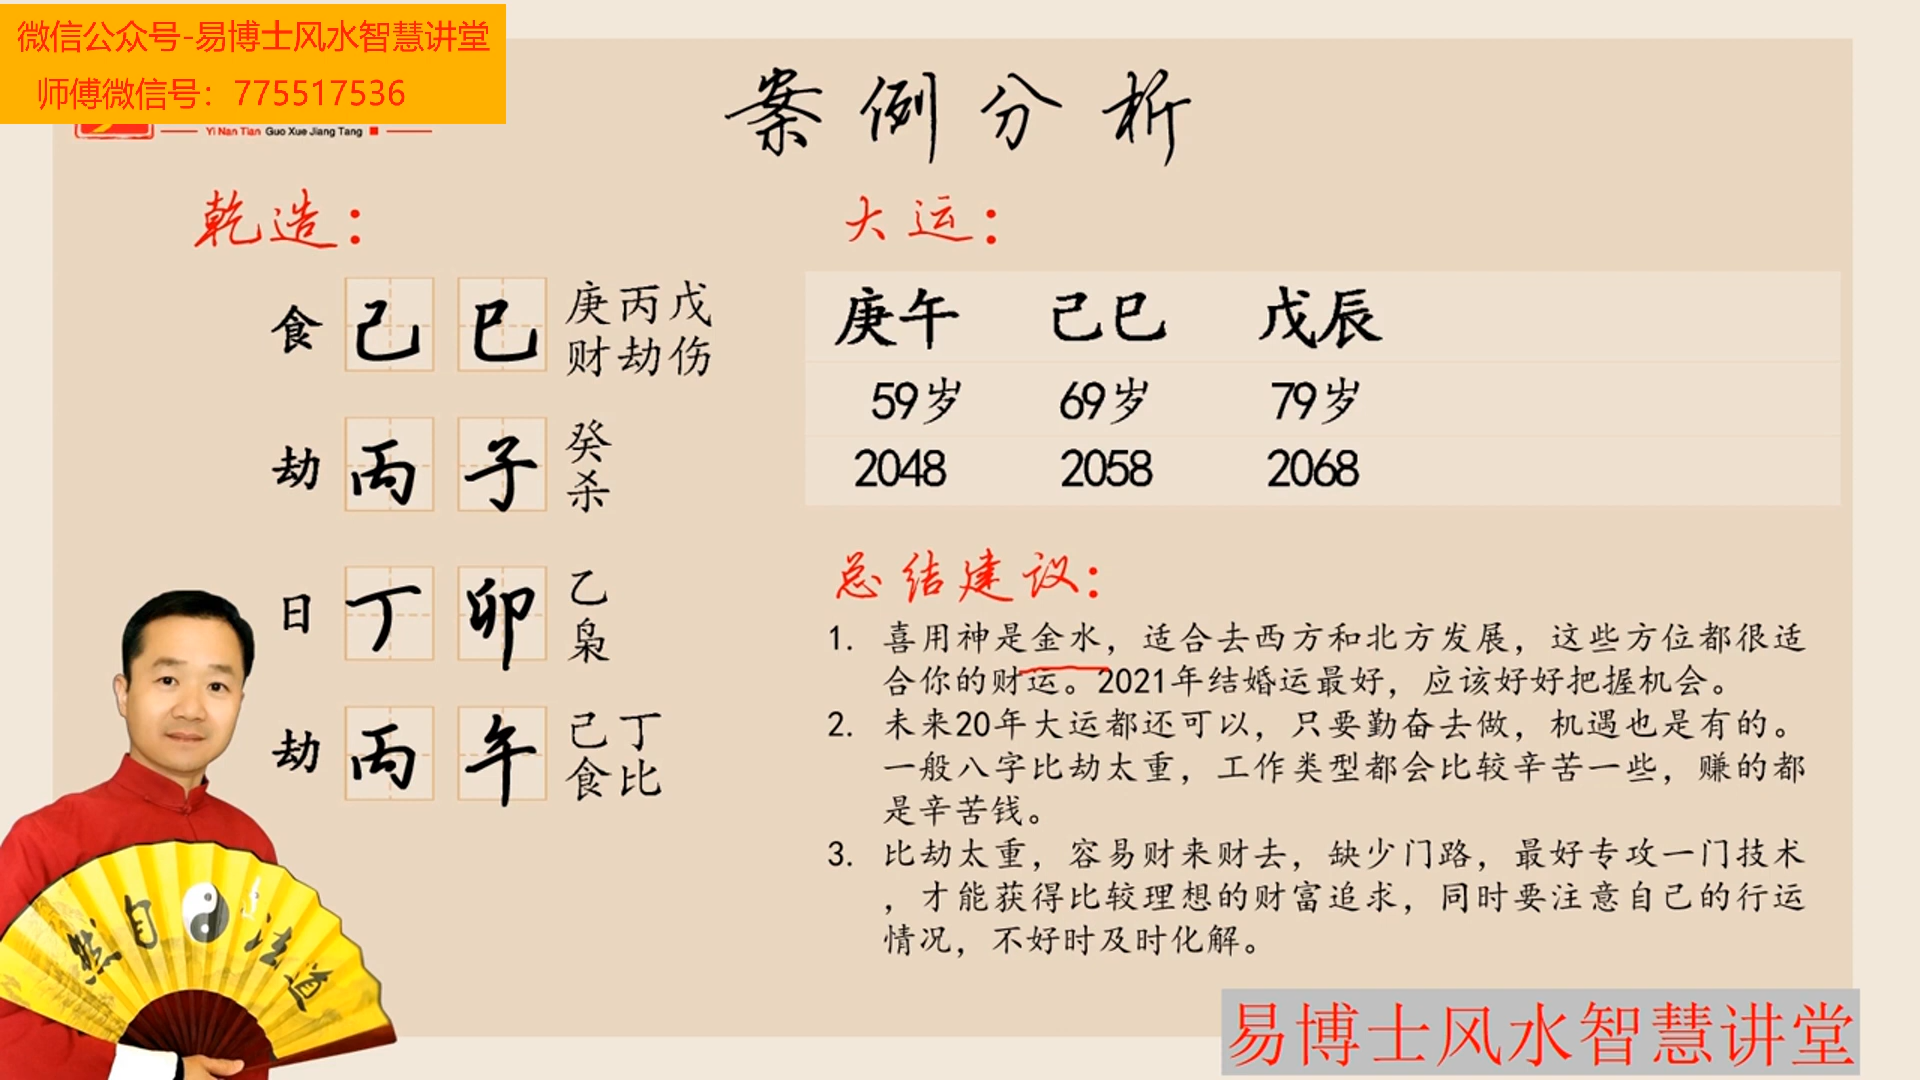 微信公众号-易博士风水智慧讲堂
师傅微信号：775517536
Yi Nan Tian Guo Xue Jiang Tang
案例分析
乾造：
食 己 巳 庚丙戊
财劫伤
劫 丙 子 癸
杀
日 丁 卯 乙
枭
劫 丙 午 己丁
食比
大运：
庚午 己巳 戊辰
59岁 69岁 79岁
2048 2058 2068
总结建议：
1. 喜用神是金水，适合去西方和北方发展，这些方位都很适
合你的财运。2021年结婚运最好，应该好好把握机会。
2. 未来20年大运都还可以，只要勤奋去做，机遇也是有的。
一般八字比劫太重，工作类型都会比较辛苦一些，赚的都
是辛苦钱。
3. 比劫太重，容易财来财去，缺少门路，最好专攻一门技术
，才能获得比较理想的财富追求，同时要注意自己的行运
情况，不好时及时化解。
然自法道
易博士风水智慧讲堂